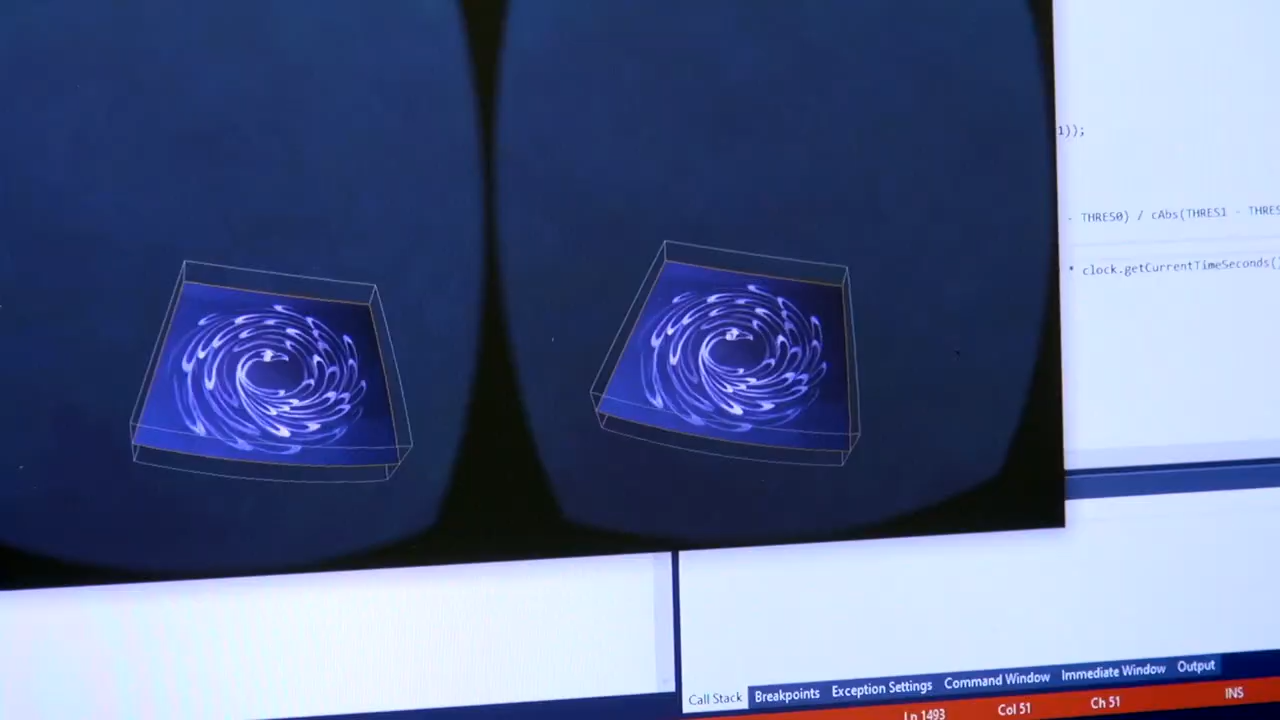 1));
- THRES0) / cAbs(THRES1 - THRES
* clock.getCurrentTimeSeconds()
Call Stack Breakpoints Exception Settings Command Window Immediate Window Output
Ln 1493 Col 51 Ch 51 INS